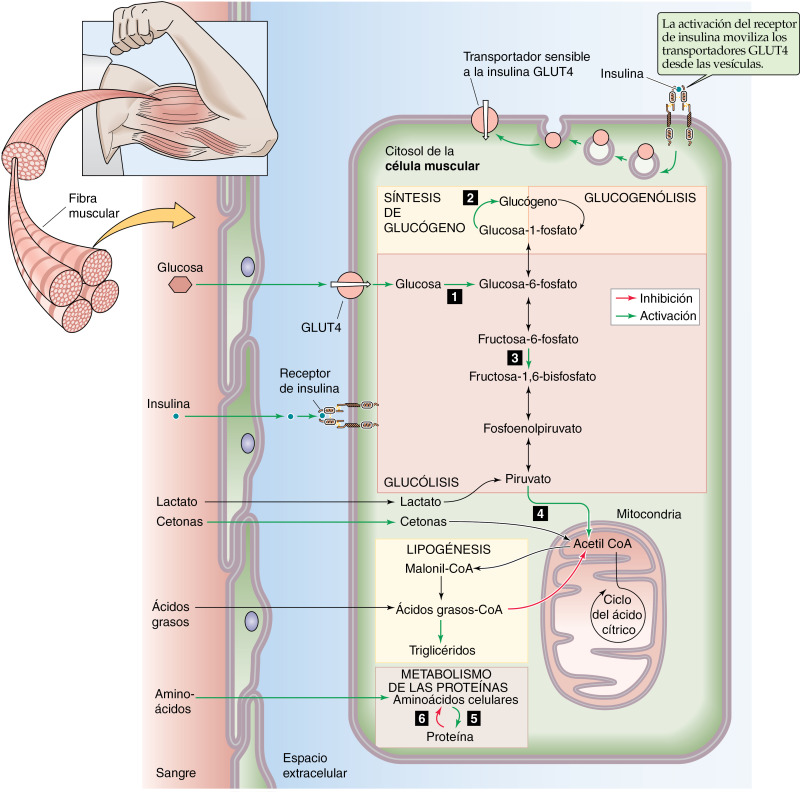 La activación del receptor
de insulina moviliza los
transportadores GLUT4
desde las vesículas.
Transportador sensible
a la insulina GLUT4
Insulina
Citosol de la
célula muscular
Fibra
muscular
SÍNTESIS
DE
GLUCÓGENO
2
Glucógeno
GLUCOGENÓLISIS
Glucosa-1-fosfato
Glucosa
GLUT4
Glucosa
1
Glucosa-6-fosfato
Inhibición
Activación
Fructosa-6-fosfato
3
Fructosa-1,6-bisfosfato
Receptor
de insulina
Insulina
Fosfoenolpiruvato
GLUCÓLISIS
Piruvato
Lactato
Lactato
Cetonas
Cetonas
4
Mitocondria
Acetil CoA
LIPOGÉNESIS
Malonil-CoA
Ácidos
grasos
Ácidos grasos-CoA
Ciclo
del ácido
cítrico
Triglicéridos
METABOLISMO
DE LAS PROTEÍNAS
Amino-
ácidos
Aminoácidos celulares
6
5
Proteína
Sangre
Espacio
extracelular